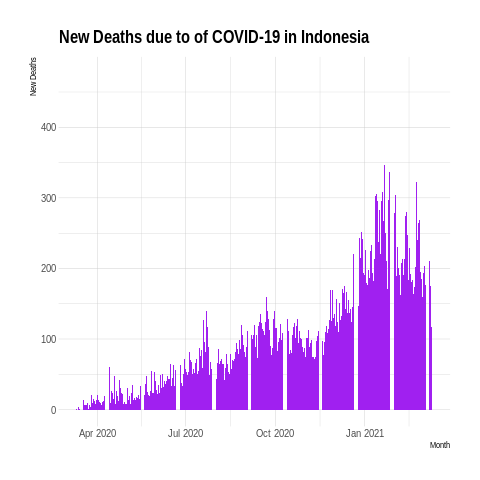 New Deaths due to of COVID-19 in Indonesia
New Deaths
400
300
200
100
0
Apr 2020 Jul 2020 Oct 2020 Jan 2021
Month